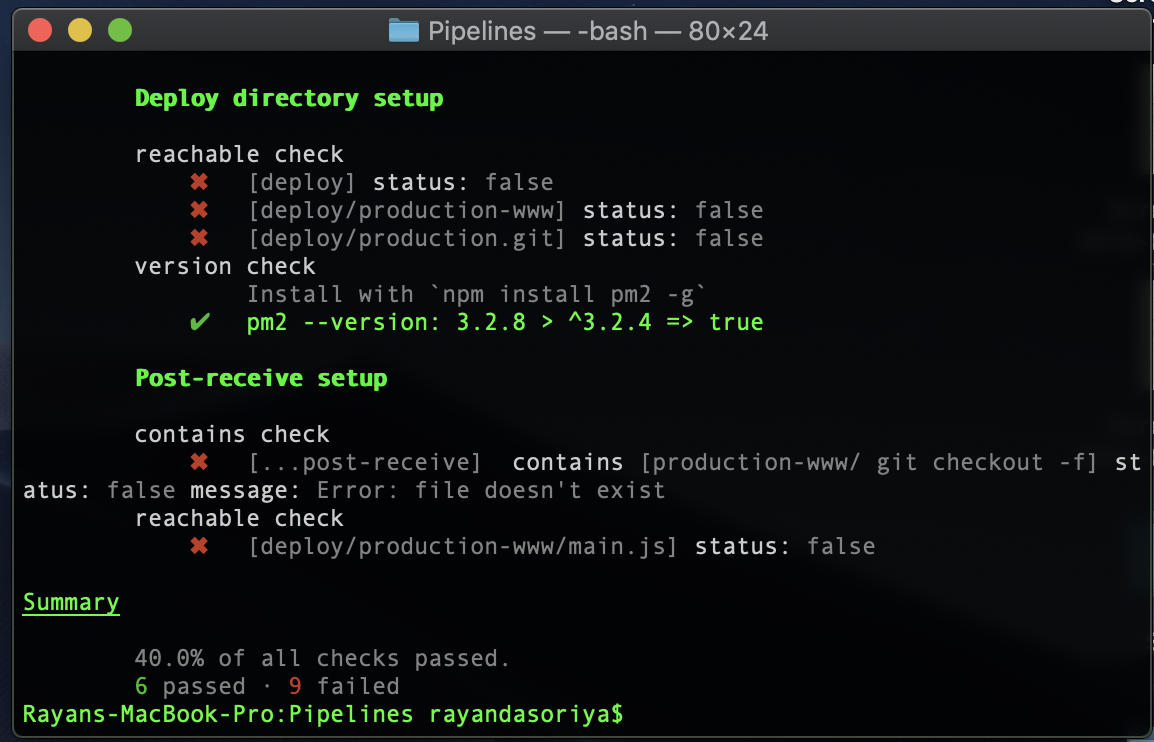 Pipelines — -bash — 80×24
Deploy directory setup
reachable check
✖ [deploy] status: false
✖ [deploy/production-www] status: false
✖ [deploy/production.git] status: false
version check
Install with `npm install pm2 -g`
✔ pm2 --version: 3.2.8 > ^3.2.4 => true
Post-receive setup
contains check
✖ [...post-receive]  contains [production-www/ git checkout -f] st
atus: false message: Error: file doesn't exist
reachable check
✖ [deploy/production-www/main.js] status: false
Summary
40.0% of all checks passed.
6 passed · 9 failed
Rayans-MacBook-Pro:Pipelines rayandasoriya$